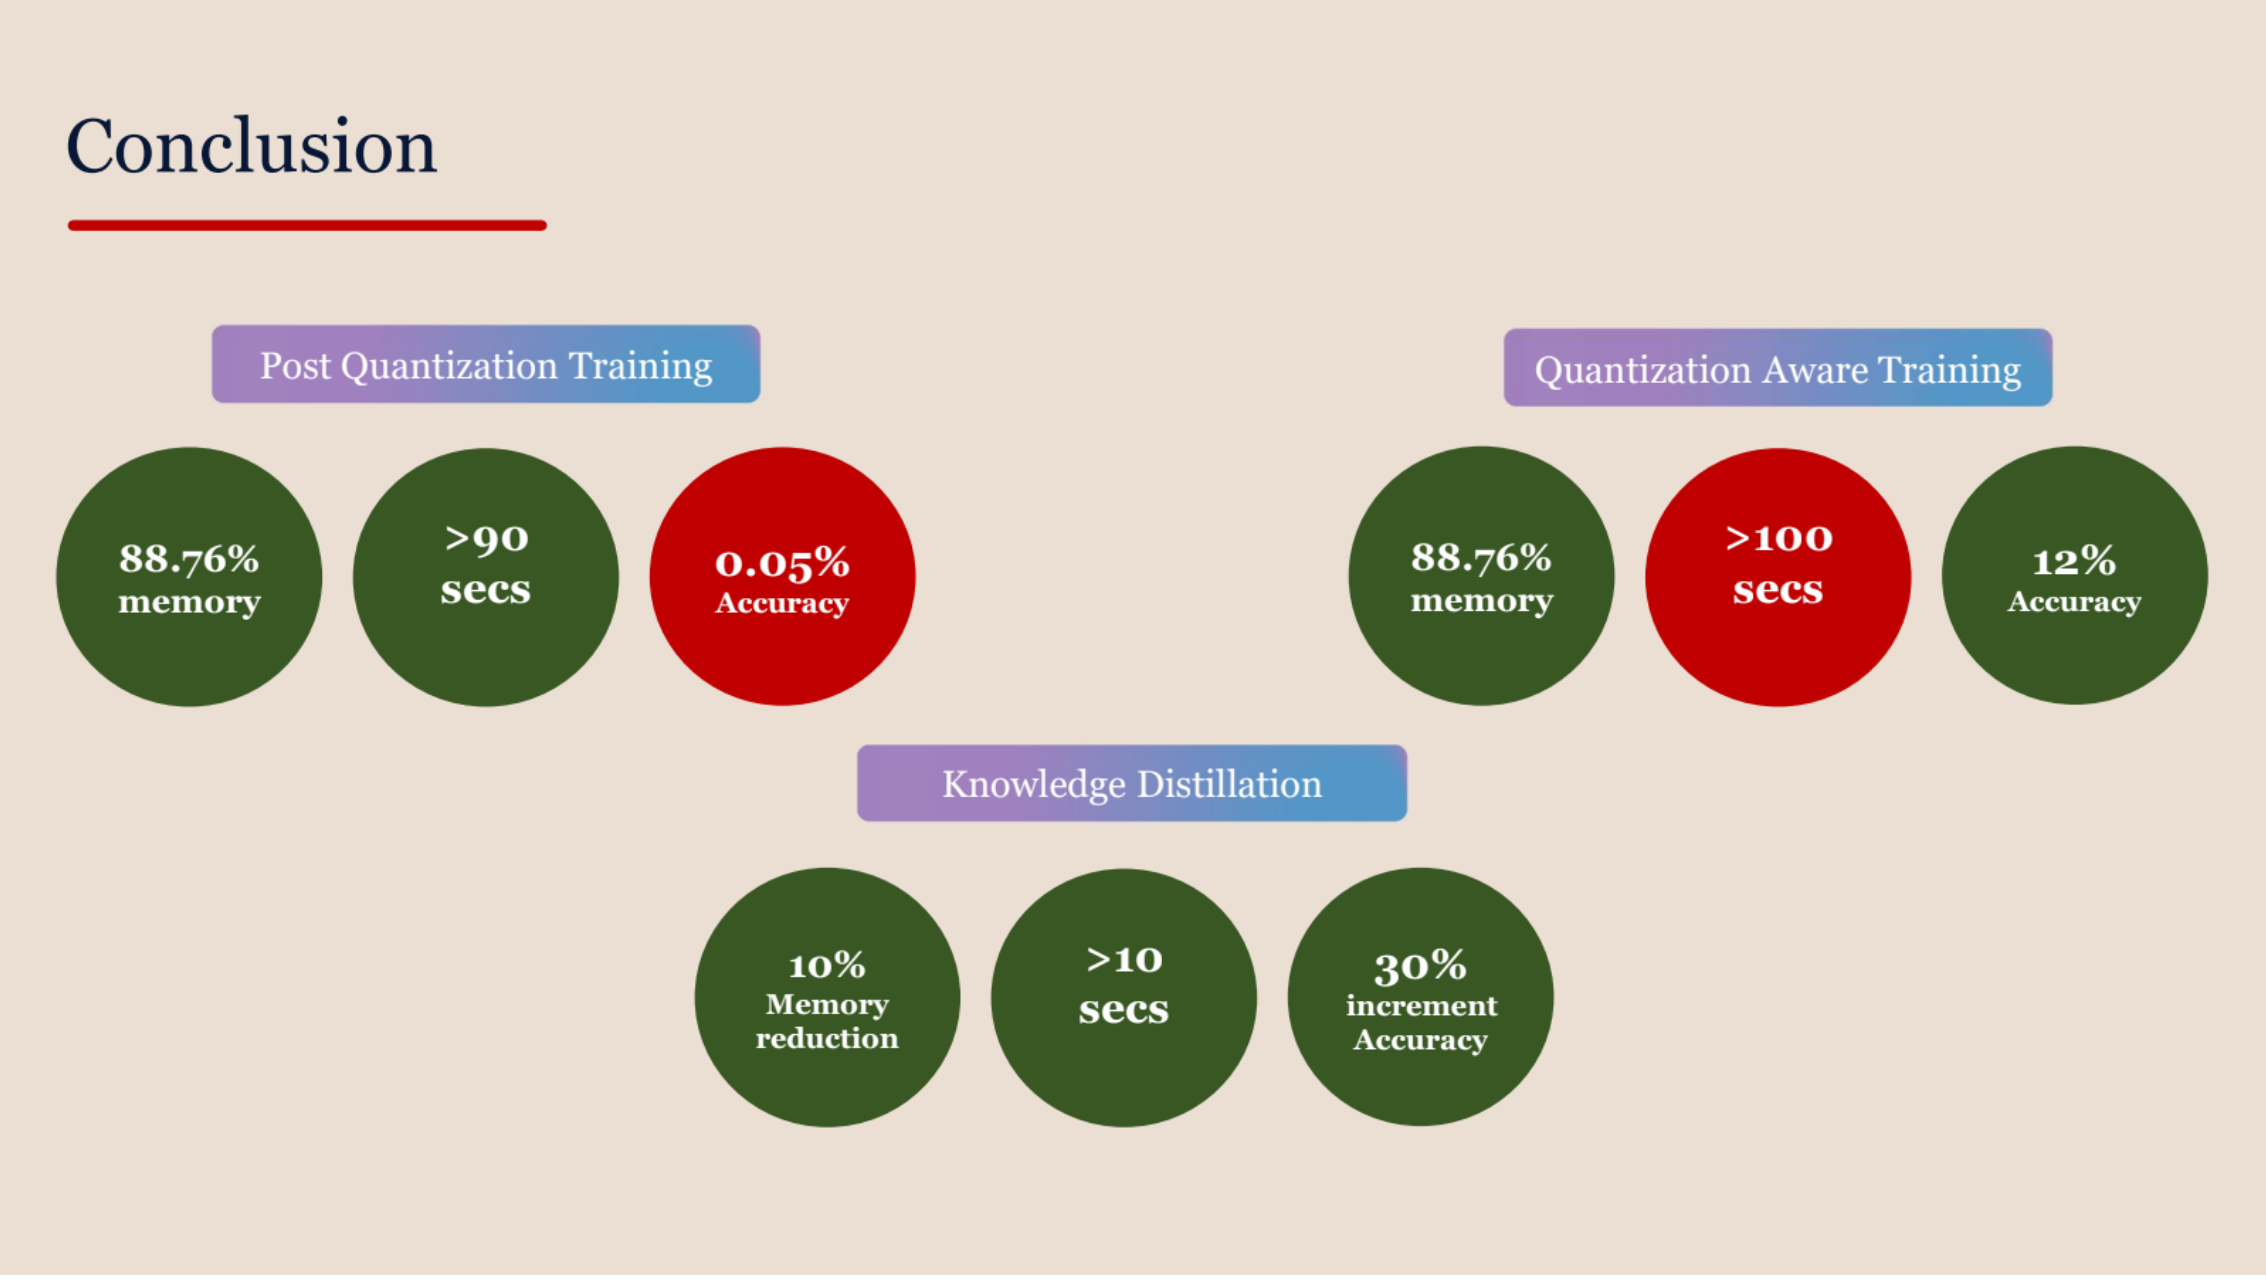 Conclusion
Post Quantization Training
88.76%
memory
>90
secs
0.05%
Accuracy
Quantization Aware Training
88.76%
memory
>100
secs
12%
Accuracy
Knowledge Distillation
10%
Memory
reduction
>10
secs
30%
increment
Accuracy